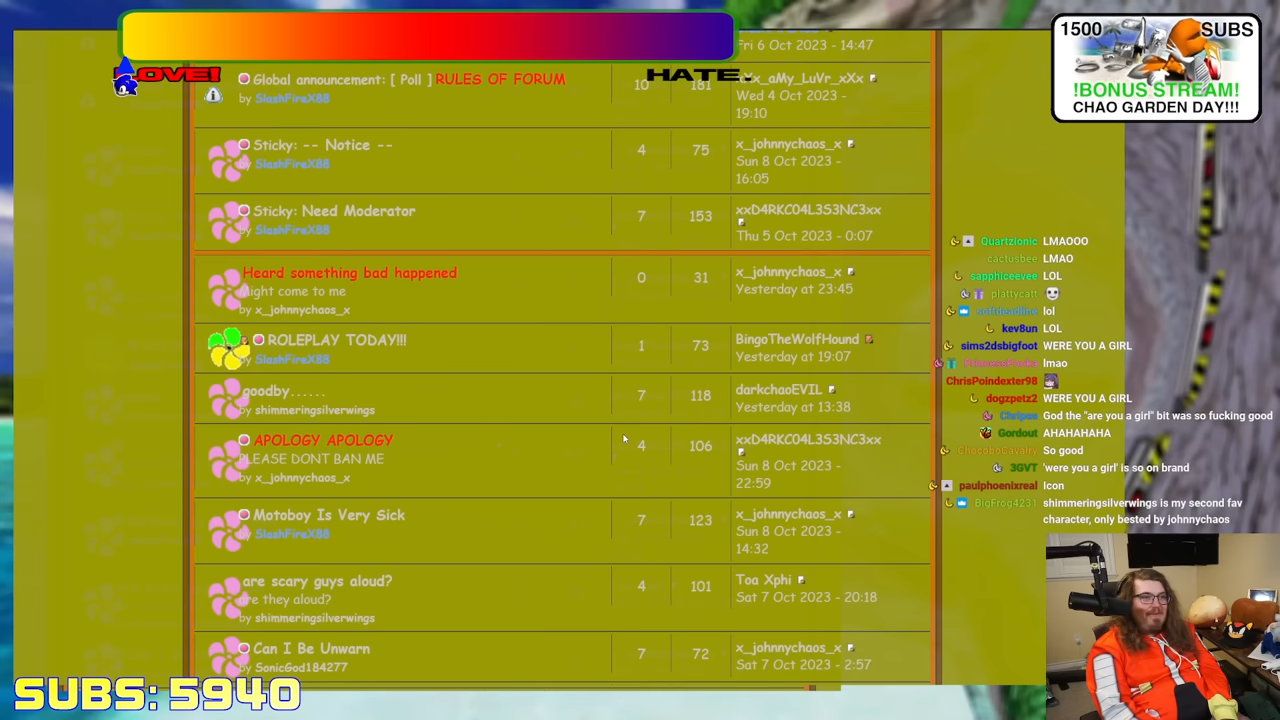 LOVE!
HATE.
1500 SUBS
!BONUS STREAM!
CHAO GARDEN DAY!!!
Fri 6 Oct 2023 - 14:47
Global announcement: [ Poll ] RULES OF FORUM
by SlashFireX88
10
181
xXx_aMy_LuVr_xXx
Wed 4 Oct 2023 -
19:10
Sticky: -- Notice --
by SlashFireX88
4
75
x_johnnychaos_x
Sun 8 Oct 2023 -
16:05
Sticky: Need Moderator
by SlashFireX88
7
153
xxD4RKC04L3S3NC3xx
Thu 5 Oct 2023 - 0:07
Heard something bad happened
Might come to me
by x_johnnychaos_x
0
31
x_johnnychaos_x
Yesterday at 23:45
ROLEPLAY TODAY!!!
by SlashFireX88
1
73
BingoTheWolfHound
Yesterday at 19:07
goodby......
by shimmeringsilverwings
7
118
darkchaoEVIL
Yesterday at 13:38
APOLOGY APOLOGY
PLEASE DONT BAN ME
by x_johnnychaos_x
4
106
xxD4RKC04L3S3NC3xx
Sun 8 Oct 2023 -
22:59
Motoboy Is Very Sick
by SlashFireX88
7
123
x_johnnychaos_x
Sun 8 Oct 2023 -
14:32
are scary guys aloud?
are they aloud?
by shimmeringsilverwings
4
101
Toa Xphi
Sat 7 Oct 2023 - 20:18
Can I Be Unwarn
by SonicGod184277
7
72
x_johnnychaos_x
Sat 7 Oct 2023 - 2:57
Quartzionic LMAOOO
cactusbee LMAO
sapphiceevee LOL
plattycatt
softdeadline lol
kev8un LOL
sims2dsbigfoot WERE YOU A GIRL
lmao
ChrisPoindexter98
dogzpetz2 WERE YOU A GIRL
Chripee God the "are you a girl" bit was so fucking good
Gordout AHAHAHAHA
ChocoboCavalry So good
3GVT 'were you a girl' is so on brand
paulphoenixreal Icon
BigFrog4231 shimmeringsilverwings is my second fav
character, only bested by johnnychaos
SUBS: 5940